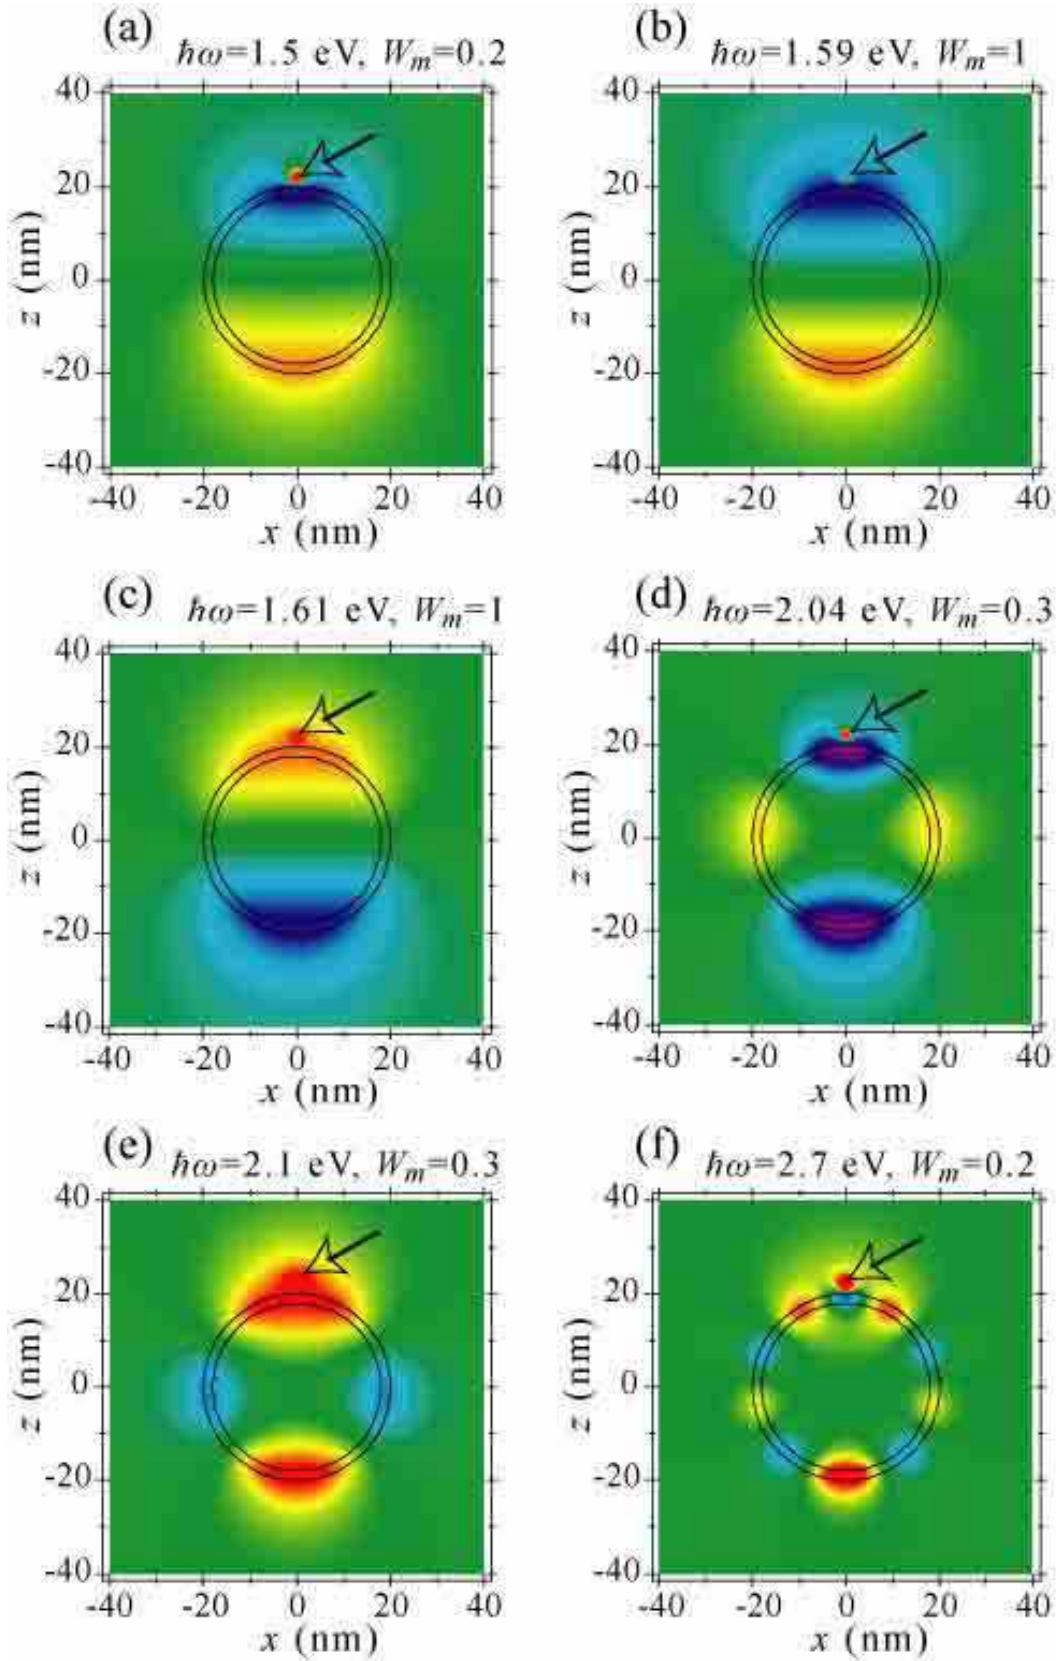 (a) (b)
ℏω=1.5 eV, Wₘ=0.2 ℏω=1.59 eV, Wₘ=1
40 40
20 20
z (nm) 0 z (nm) 0
-20 -20
-40 -40
-40 -20 0 20 40 -40 -20 0 20 40
x (nm) x (nm)
(c) (d)
ℏω=1.61 eV, Wₘ=1 ℏω=2.04 eV, Wₘ=0.3
40 40
20 20
z (nm) 0 z (nm) 0
-20 -20
-40 -40
-40 -20 0 20 40 -40 -20 0 20 40
x (nm) x (nm)
(e) (f)
ℏω=2.1 eV, Wₘ=0.3 ℏω=2.7 eV, Wₘ=0.2
40 40
20 20
z (nm) 0 z (nm) 0
-20 -20
-40 -40
-40 -20 0 20 40 -40 -20 0 20 40
x (nm) x (nm)